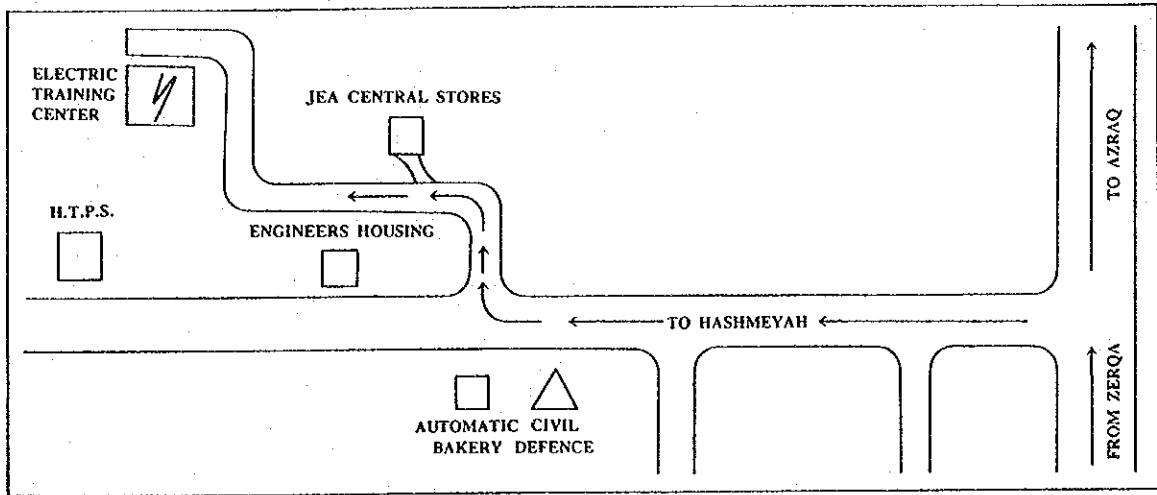 ELECTRIC
TRAINING
CENTER
JEA CENTRAL STORES
TO AZRAQ
H.T.P.S.
ENGINEERS HOUSING
TO HASHMEYAH
FROM ZERQA
AUTOMATIC CIVIL
BAKERY DEFENCE